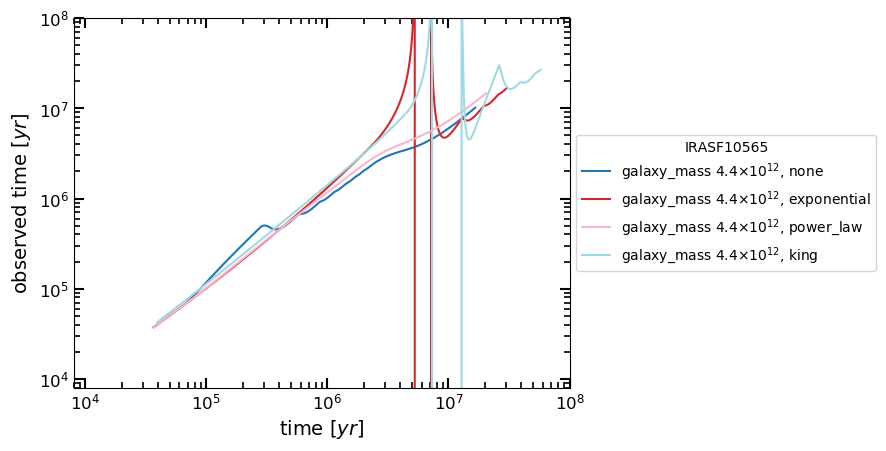 10^8
10^7
10^6
10^5
10^4
observed time [yr]
10^4 10^5 10^6 10^7 10^8
time [yr]
IRASF10565
galaxy_mass 4.4×10^12, none
galaxy_mass 4.4×10^12, exponential
galaxy_mass 4.4×10^12, power_law
galaxy_mass 4.4×10^12, king